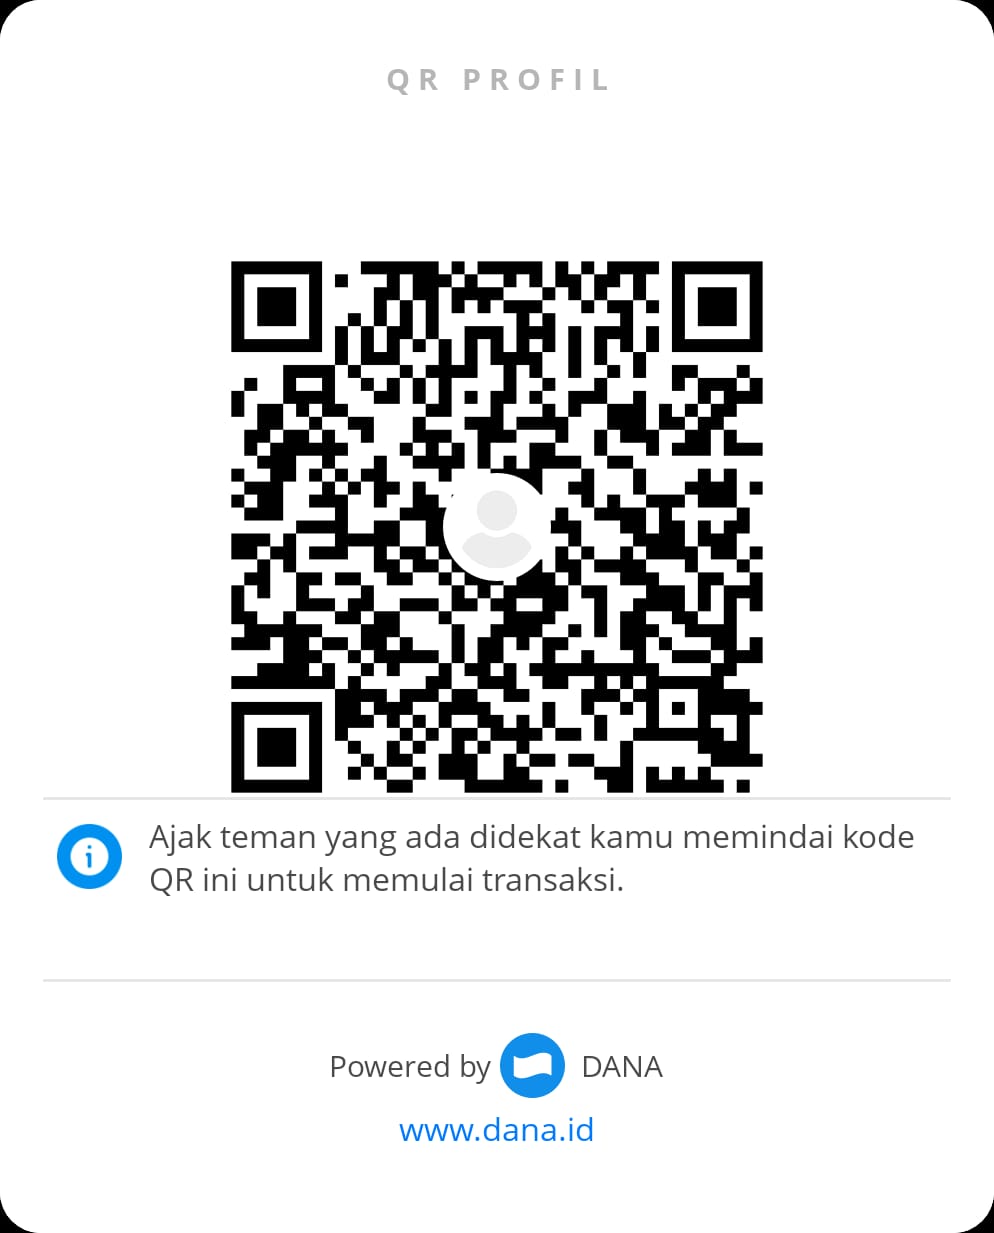 QR PROFIL
Ajak teman yang ada didekat kamu memindai kode
QR ini untuk memulai transaksi.
Powered by DANA
www.dana.id